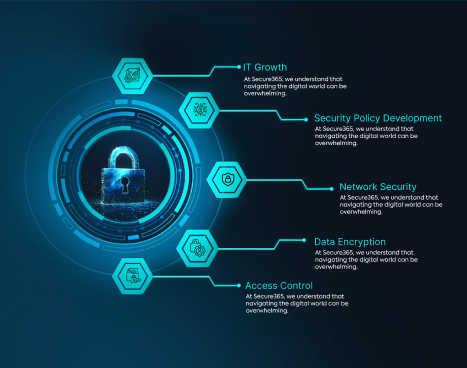 IT Growth
At Secure365, we understand that
navigating the digital world can be
overwhelming.
Security Policy Development
At Secure365, we understand that
navigating the digital world can be
overwhelming.
Network Security
At Secure365, we understand that
navigating the digital world can be
overwhelming.
Data Encryption
At Secure365, we understand that
navigating the digital world can be
overwhelming.
Access Control
At Secure365, we understand that
navigating the digital world can be
overwhelming.